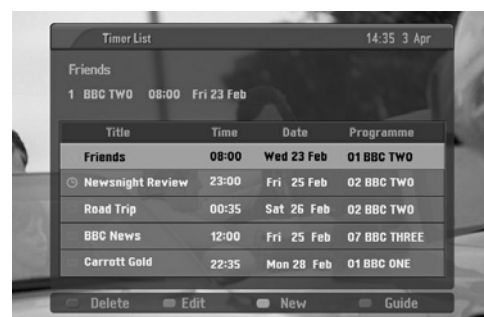 Timer List 14:35 3 Apr
Friends
1 BBC TWO 08:00 Fri 23 Feb
Title Time Date Programme
Friends 08:00 Wed 23 Feb 01 BBC TWO
Newsnight Review 23:00 Fri 25 Feb 02 BBC TWO
Road Trip 00:35 Sat 26 Feb 02 BBC TWO
BBC News 12:00 Fri 25 Feb 07 BBC THREE
Carrott Gold 22:35 Mon 28 Feb 01 BBC ONE
Delete Edit New Guide